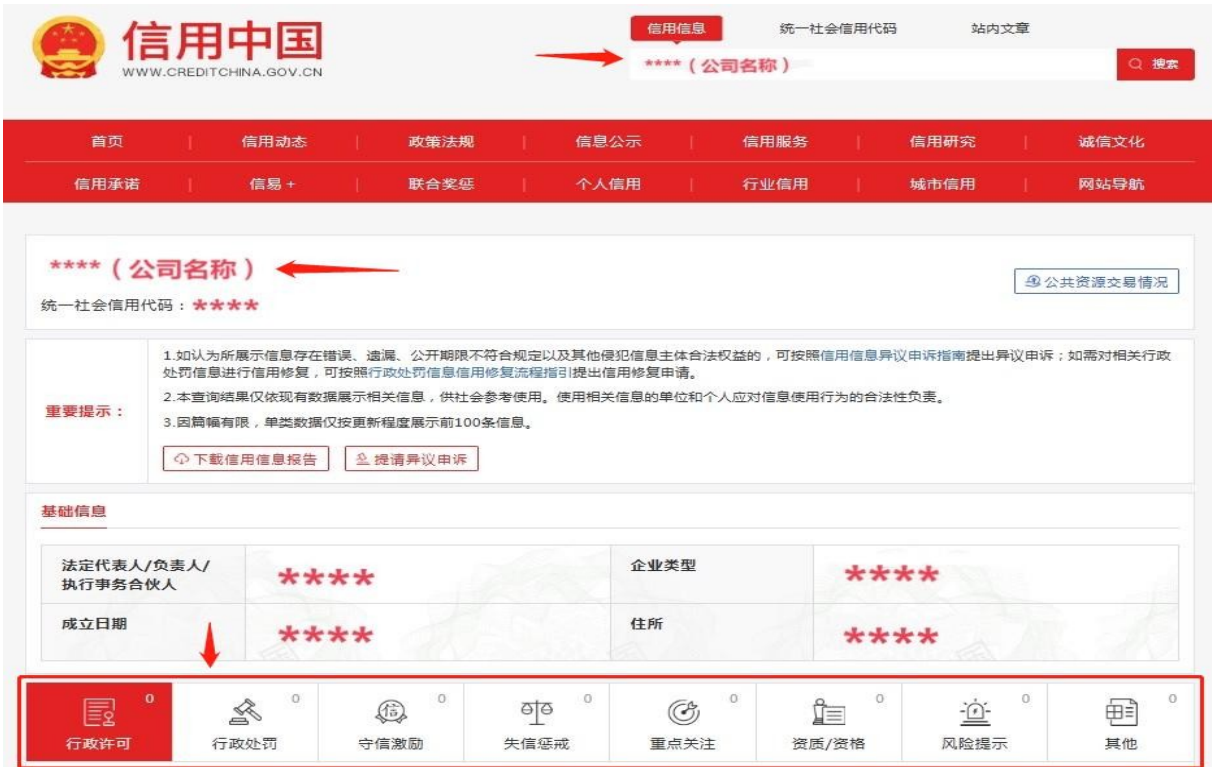 信用中国
WWW.CREDITCHINA.GOV.CN
信用信息 统一社会信用代码 站内文章
****（公司名称） 搜索
首页 信用动态 政策法规 信息公示 信用服务 信用研究 诚信文化
信用承诺 信易+ 联合奖惩 个人信用 行业信用 城市信用 网站导航
****（公司名称）
公共资源交易情况
统一社会信用代码：****
重要提示：
1.如认为所展示信息存在错误、遗漏、公开期限不符合规定以及其他侵犯信息主体合法权益的，可按照信用信息异议申诉指南提出异议申诉；如需对相关行政
处罚信息进行信用修复，可按照行政处罚信息信用修复流程指引提出信用修复申请。
2.本查询结果仅依现有数据展示相关信息，供社会参考使用。使用相关信息的单位和个人应对信息使用行为的合法性负责。
3.因篇幅有限，单类数据仅按更新程度展示前100条信息。
下载信用信息报告 提请异议申诉
基础信息
法定代表人/负责人/
执行事务合伙人 **** 企业类型 ****
成立日期 **** 住所 ****
0 0 0 0 0 0 0 0
行政许可 行政处罚 守信激励 失信惩戒 重点关注 资质/资格 风险提示 其他